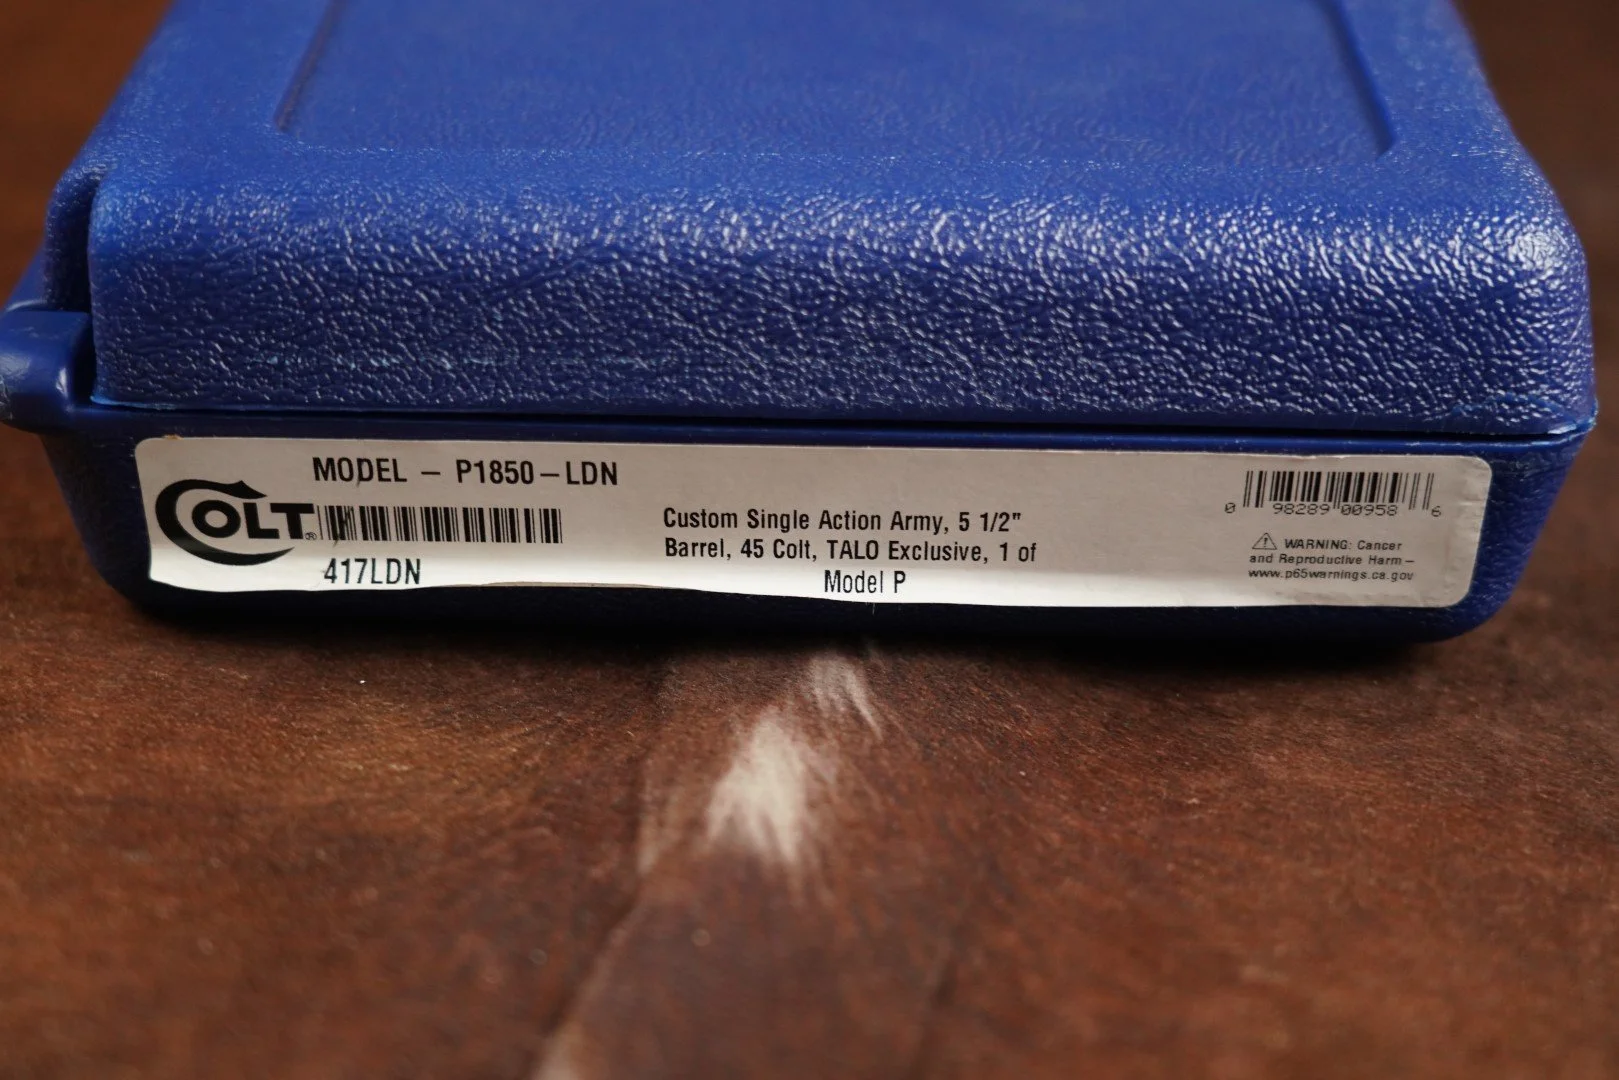 MODEL - P1850-LDN
COLT®
417LDN
Custom Single Action Army, 5 1/2"
Barrel, 45 Colt, TALO Exclusive, 1 of
Model P
0 98289 00958 6
⚠ WARNING: Cancer
and Reproductive Harm-
www.p65warnings.ca.gov